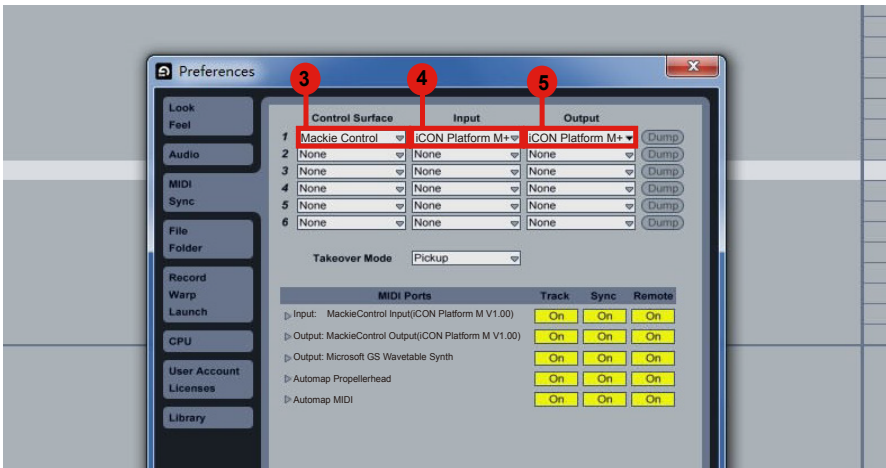 Preferences
3
4
5
Look
Feel
Audio
MIDI
Sync
File
Folder
Record
Warp
Launch
CPU
User Account
Licenses
Library
Control Surface Input Output
1 Mackie Control iCON Platform M+ iCON Platform M+ Dump
2 None None None Dump
3 None None None Dump
4 None None None Dump
5 None None None Dump
6 None None None Dump
Takeover Mode Pickup
MIDI Ports Track Sync Remote
Input: MackieControl Input(iCON Platform M V1.00) On On On
Output: MackieControl Output(iCON Platform M V1.00) On On On
Output: Microsoft GS Wavetable Synth On On On
Automap Propellerhead On On On
Automap MIDI On On On